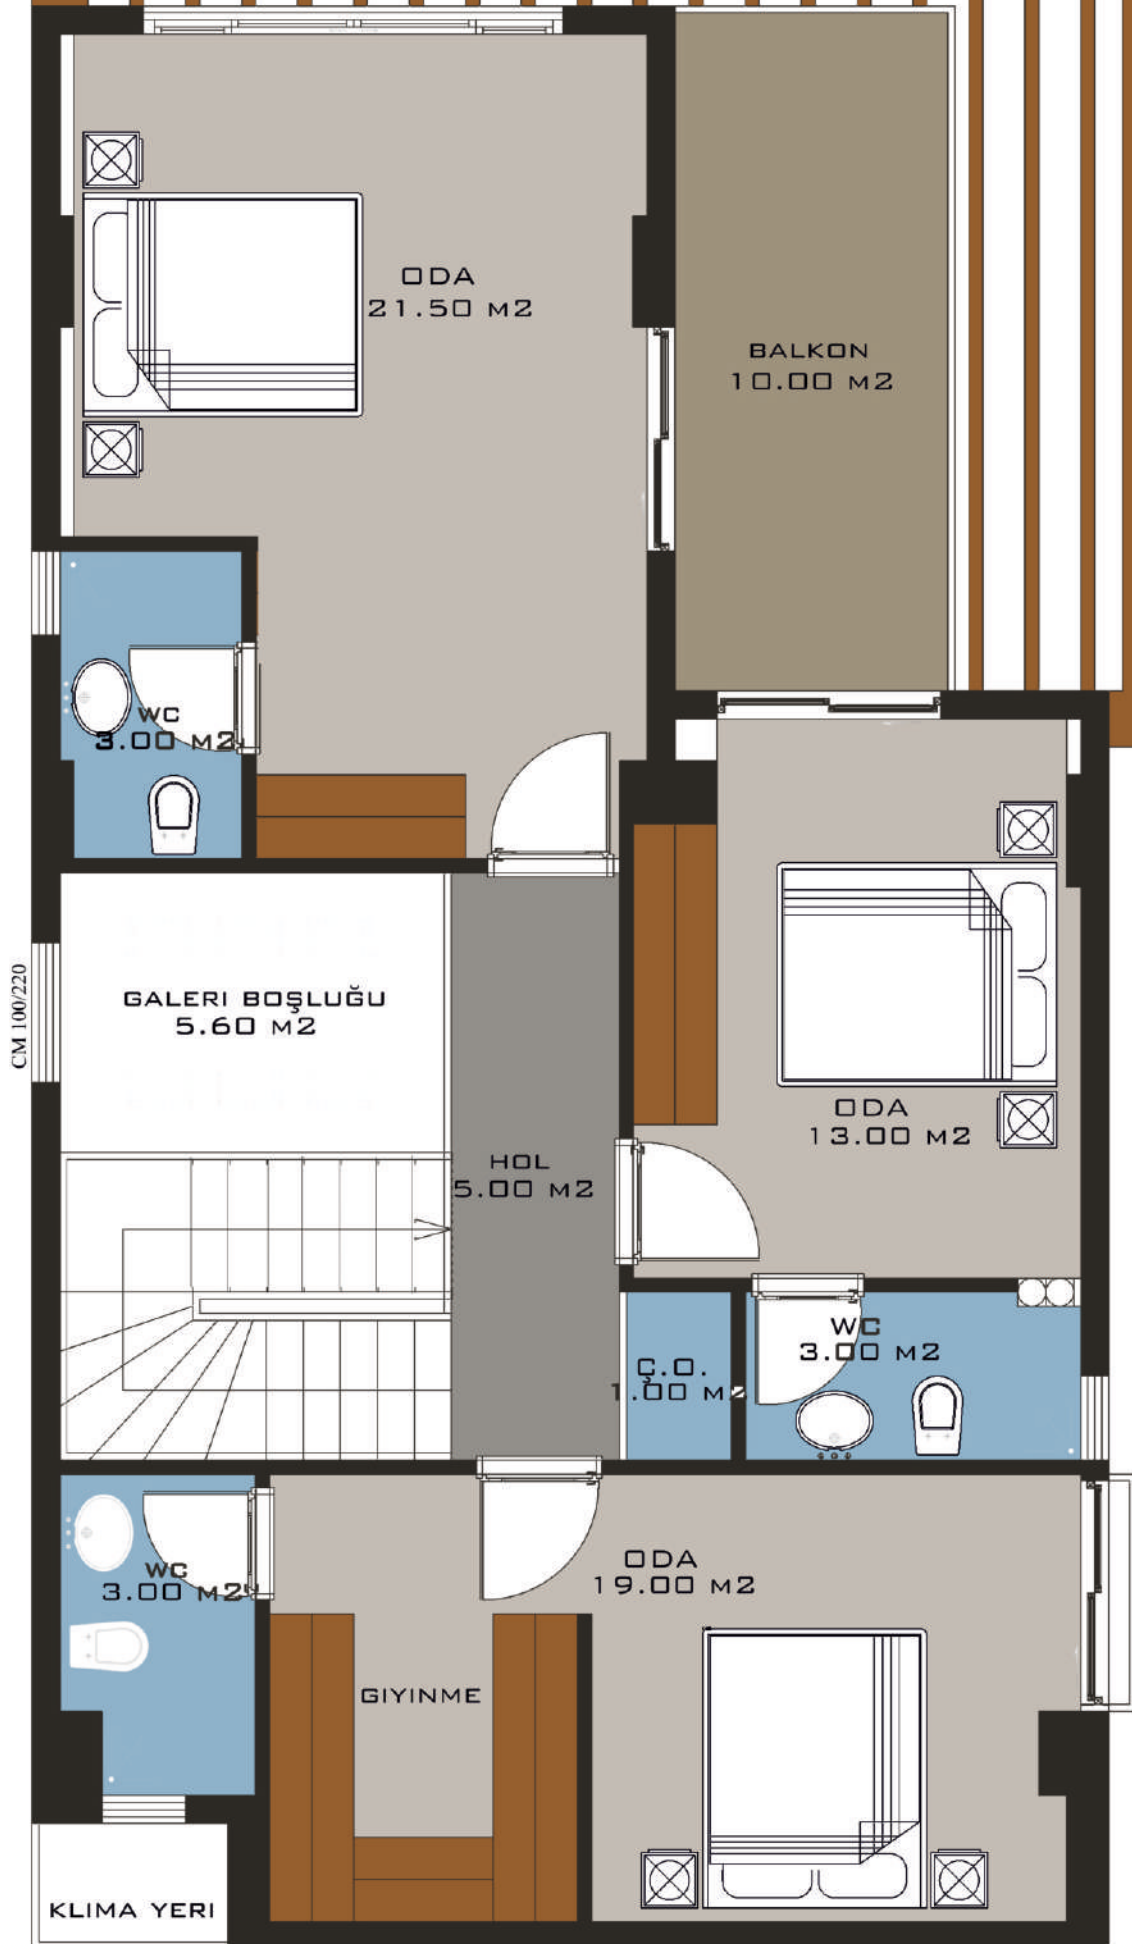 ODA
21.50 M2
BALKON
10.00 M2
WC
3.00 M2
GALERI BOŞLUĞU
5.60 M2
CM 100/220
ODA
13.00 M2
HOL
5.00 M2
WC
3.00 M2
Ç.O.
1.00 M2
ODA
19.00 M2
WC
3.00 M2
GIYINME
KLIMA YERI